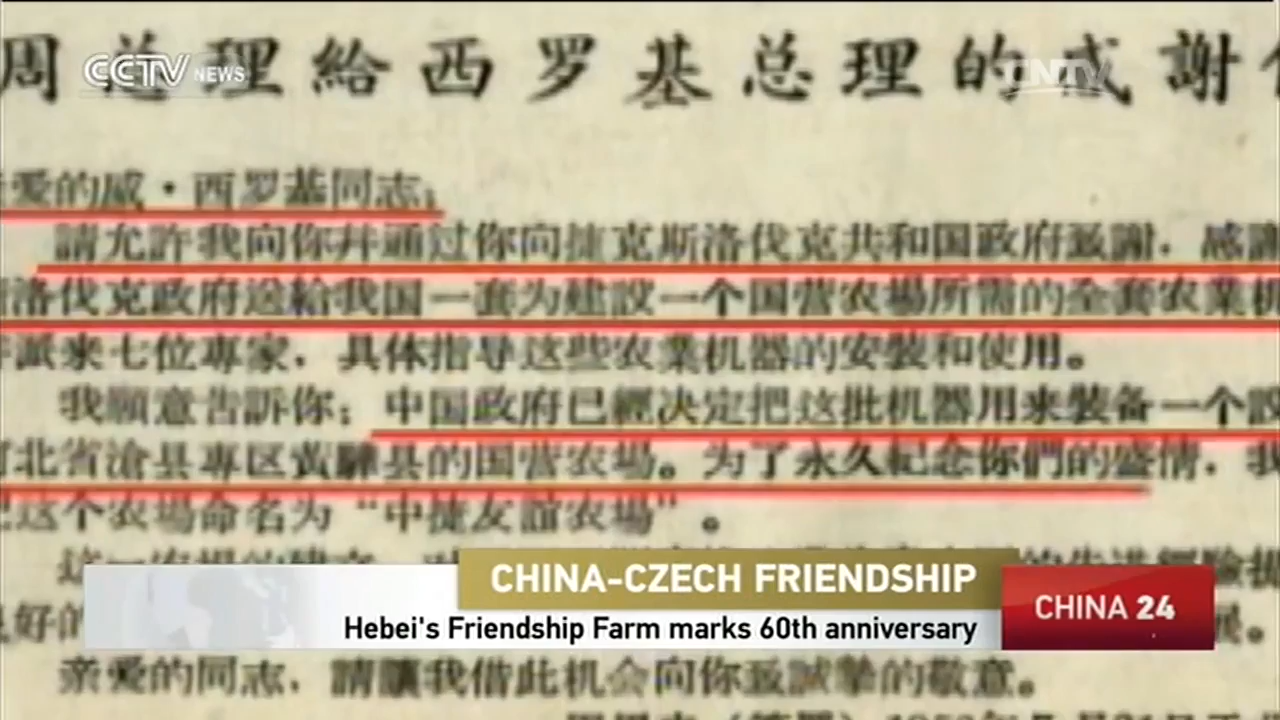 CCTV NEWS
CNTV
周总理給西罗基总理的感謝
爱的威·西罗基同志：
請允許我向你并通过你向捷克斯洛伐克共和国政府致謝，感謝
洛伐克政府送給我国一套为建設一个国营农場所需的全套农業机
派来七位專家，具体指导这些农業机器的安裝和使用。
我願意告訴你：中国政府已經决定把这批机器用来裝备一个設
北省滄县專区黄驊县的国营农場。为了永久紀念你們的盛情，我
这个农場命名为“中捷友誼农場”。
CHINA-CZECH FRIENDSHIP
Hebei's Friendship Farm marks 60th anniversary
CHINA 24
好的
亲爱的同志，請讓我借此机会向你致誠摯的敬意。